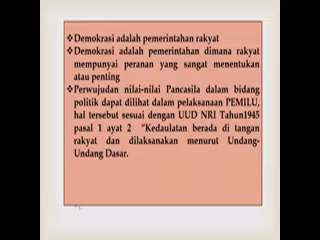 ❖Demokrasi adalah pemerintahan rakyat
❖Demokrasi adalah pemerintahan dimana rakyat
mempunyai peranan yang sangat menentukan
atau penting
❖Perwujudan nilai-nilai Pancasila dalam bidang
politik dapat dilihat dalam pelaksanaan PEMILU,
hal tersebut sesuai dengan UUD NRI Tahun1945
pasal 1 ayat 2 “Kedaulatan berada di tangan
rakyat dan dilaksanakan menurut Undang-
Undang Dasar.